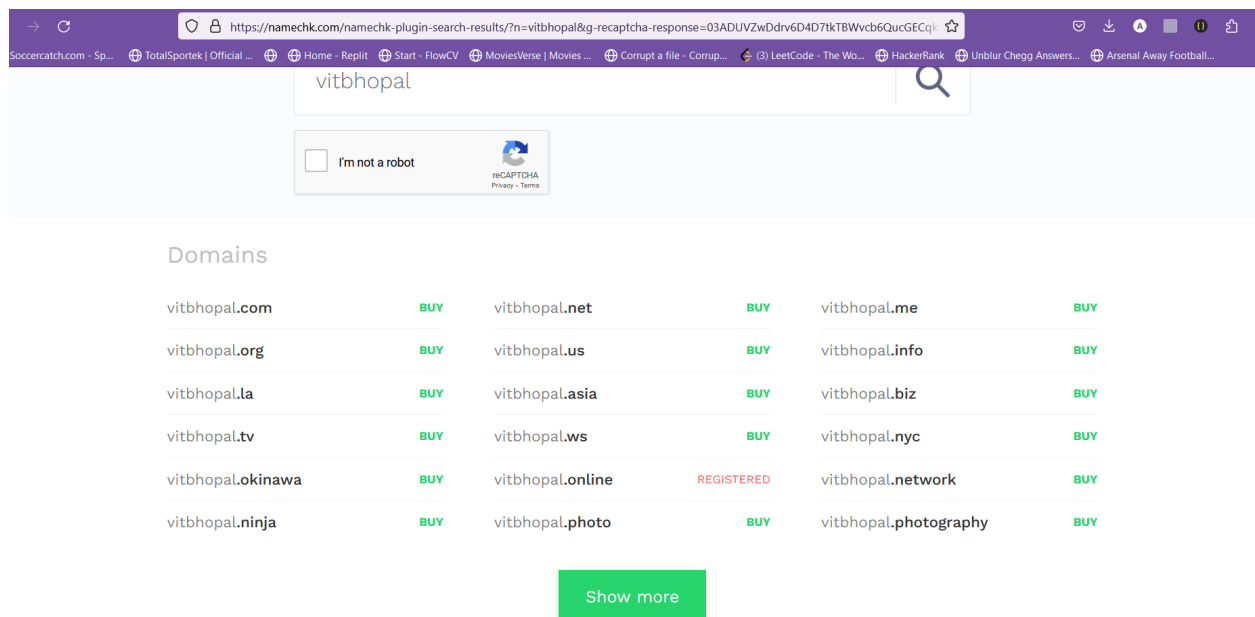 https://namechk.com/namechk-plugin-search-results/?n=vitbhopal&g-recaptcha-response=03ADUVZwDdrv6D4D7tkTBWvcb6QucGECqk
Soccercatch.com - Sp... TotalSportek | Official ... Home - Replit Start - FlowCV MoviesVerse | Movies ... Corrupt a file - Corrup... (3) LeetCode - The Wo... HackerRank Unblur Chegg Answers... Arsenal Away Football...
vitbhopal
I'm not a robot
reCAPTCHA
Privacy - Terms
Domains
vitbhopal.com BUY vitbhopal.net BUY vitbhopal.me BUY
vitbhopal.org BUY vitbhopal.us BUY vitbhopal.info BUY
vitbhopal.la BUY vitbhopal.asia BUY vitbhopal.biz BUY
vitbhopal.tv BUY vitbhopal.ws BUY vitbhopal.nyc BUY
vitbhopal.okinawa BUY vitbhopal.online REGISTERED vitbhopal.network BUY
vitbhopal.ninja BUY vitbhopal.photo BUY vitbhopal.photography BUY
Show more